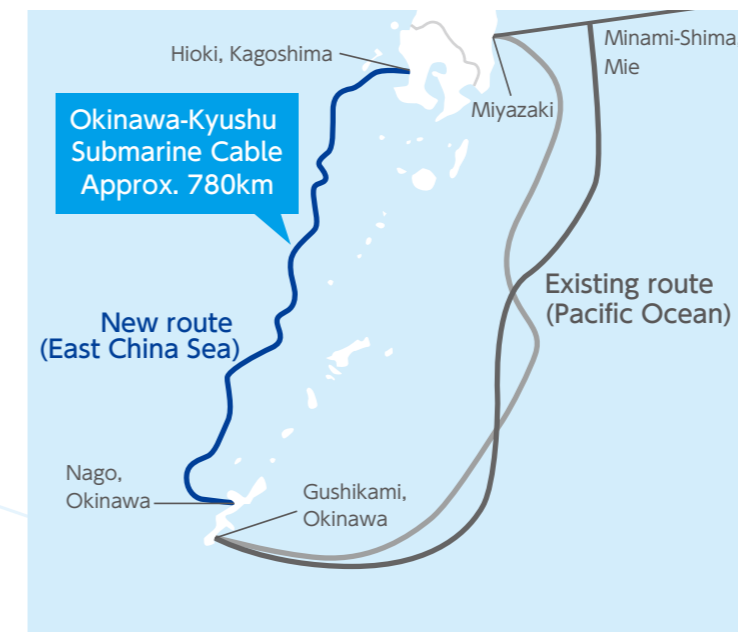 Hioki, Kagoshima
Minami-Shima
Mie
Miyazaki
Okinawa-Kyushu
Submarine Cable
Approx. 780km
Existing route
(Pacific Ocean)
New route
(East China Sea)
Nago,
Okinawa
Gushikami,
Okinawa